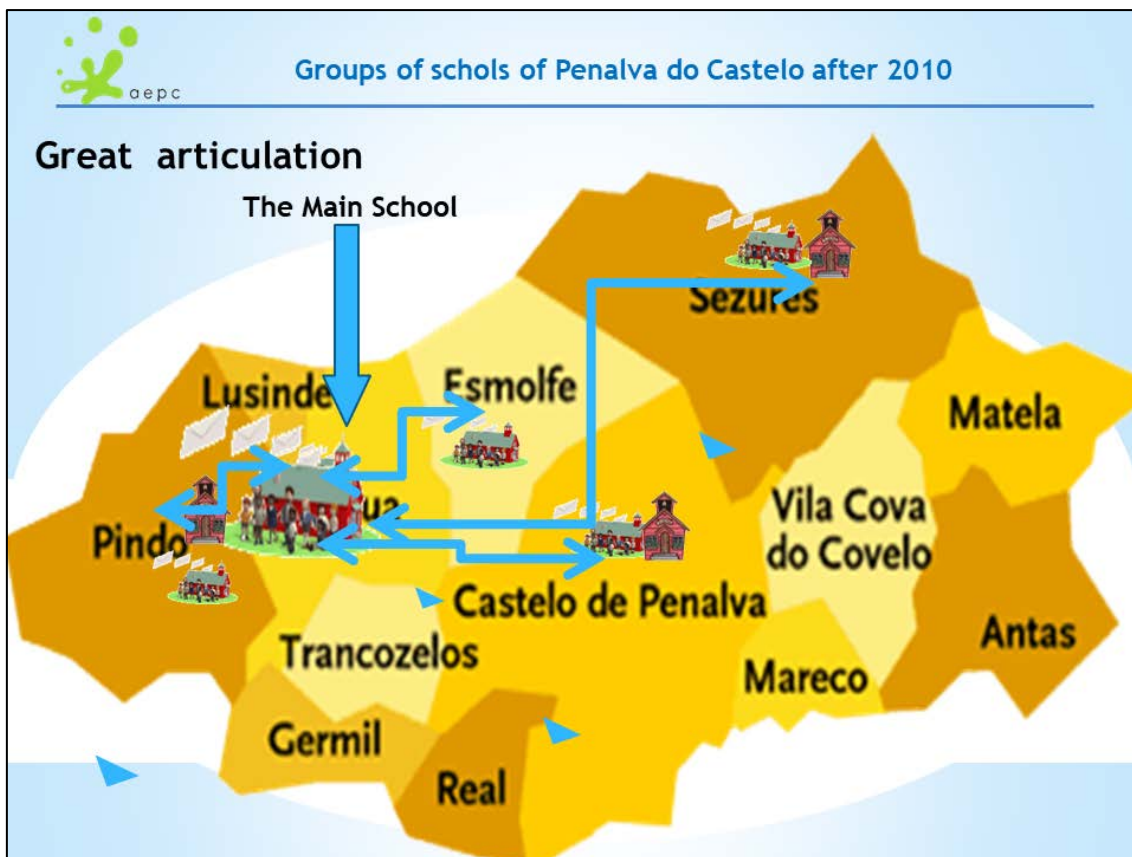 aepc
Groups of schols of Penalva do Castelo after 2010
Great articulation
The Main School
Sezures
Lusinde
Esmolfe
Matela
Pindo
Vila Cova
do Covelo
Castelo de Penalva
Antas
Trancozelos
Mareco
Germil
Real